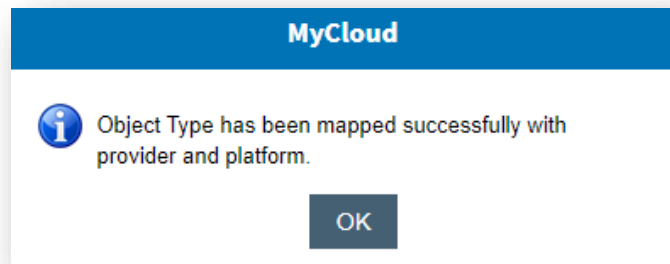 MyCloud
Object Type has been mapped successfully with
provider and platform.
OK